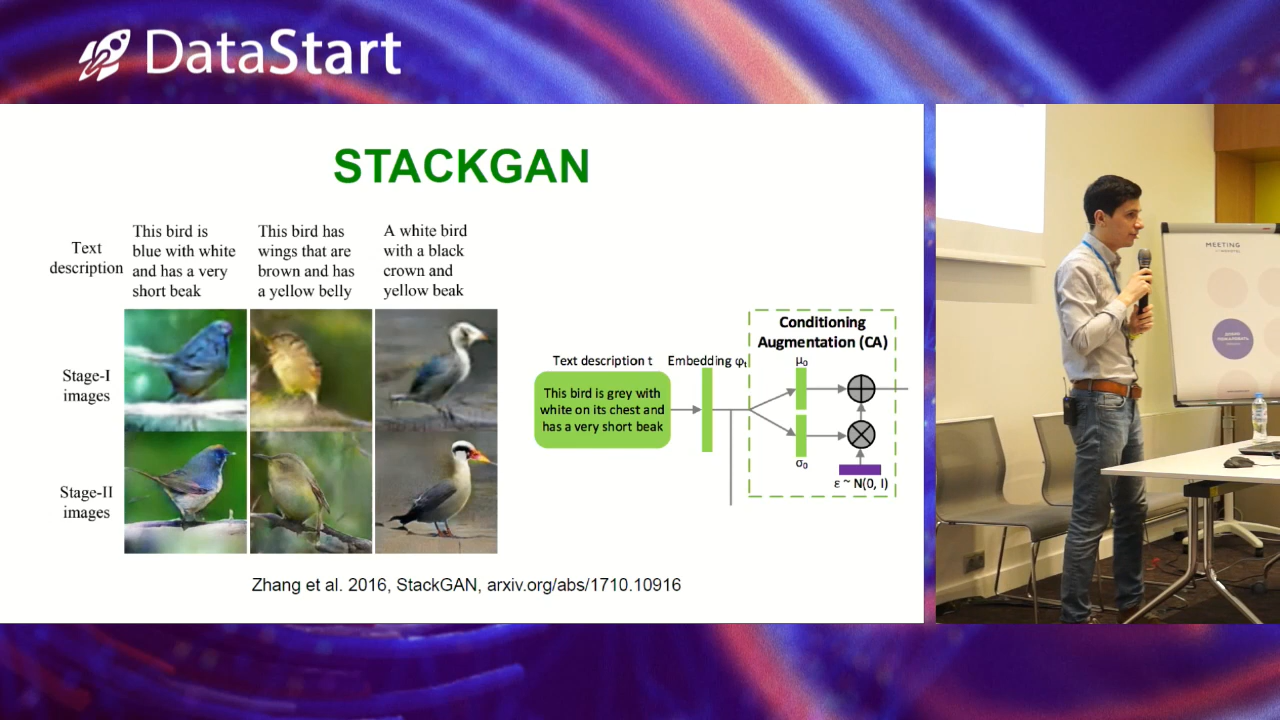 DataStart
STACKGAN
Text
description
This bird is
blue with white
and has a very
short beak
This bird has
wings that are
brown and has
a yellow belly
A white bird
with a black
crown and
yellow beak
Stage-I
images
Stage-II
images
Text description t
Embedding φt
This bird is grey with
white on its chest and
has a very short beak
Conditioning
Augmentation (CA)
μ0
σ0
ε ~ N(0, I)
Zhang et al. 2016, StackGAN, arxiv.org/abs/1710.10916
MEETING